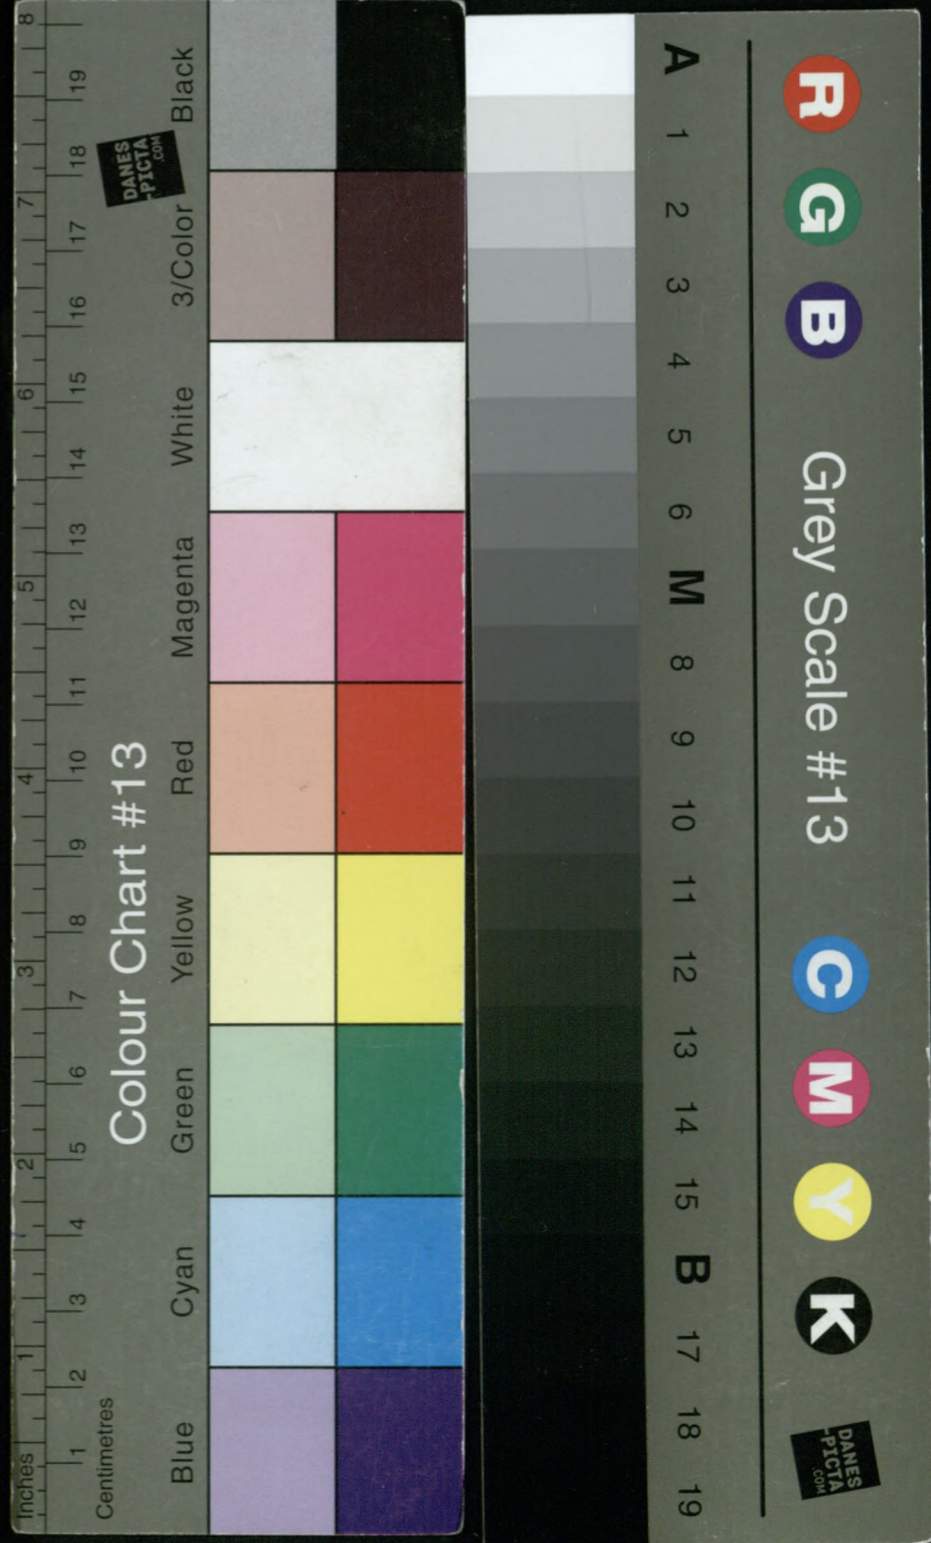 Colour Chart #13
Inches
1
2
3
4
5
6
7
8
Centimetres
1
2
3
4
5
6
7
8
9
10
11
12
13
14
15
16
17
18
19
Blue
Cyan
Green
Yellow
Red
Magenta
White
3/Color
Black
DANES
-PICTA
.COM
R G B
Grey Scale #13
C M Y K
DANES
-PICTA
.COM
A 1 2 3 4 5 6 M 8 9 10 11 12 13 14 15 B 17 18 19